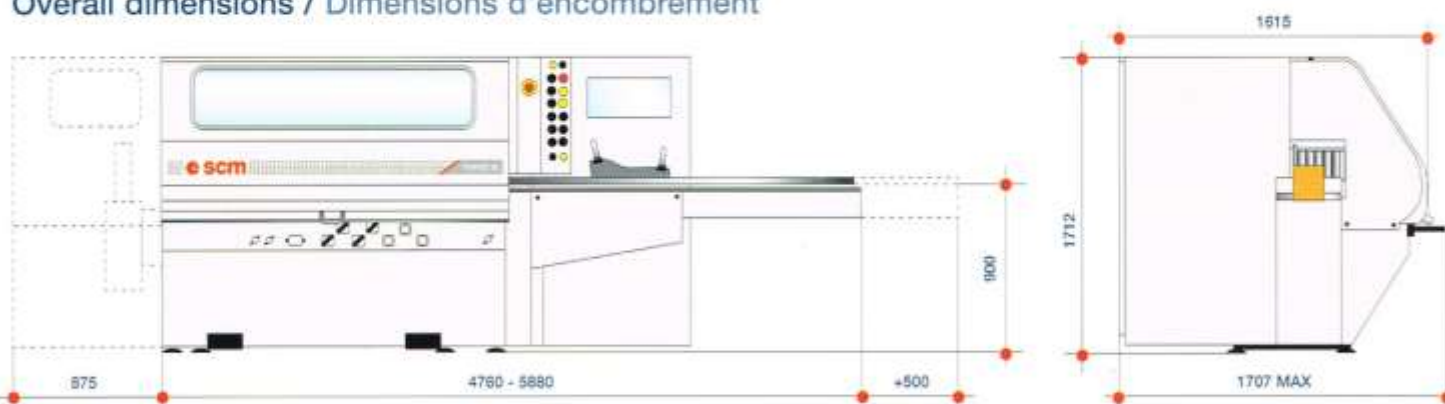 Overall dimensions / Dimensions d'encombrement
1615
scm
1712
900
875
4760 - 5880
+500
1707 MAX